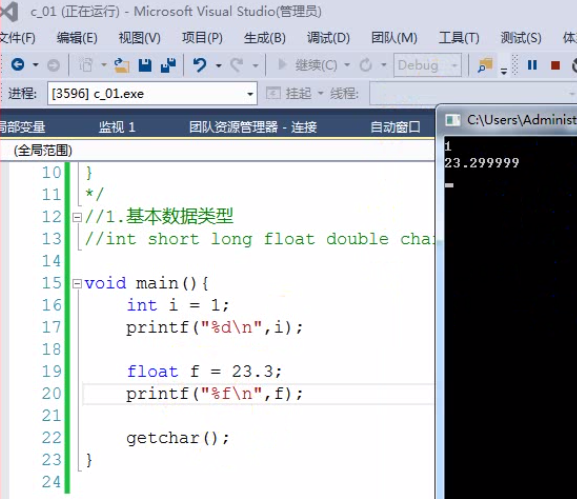 c_01 (正在运行) - Microsoft Visual Studio(管理员)
文件(F) 编辑(E) 视图(V) 项目(P) 生成(B) 调试(D) 团队(M) 工具(T) 测试(S) 体
继续(C) Debug
进程: [3596] c_01.exe 挂起 线程:
局部变量 监视 1 团队资源管理器 - 连接 自动窗口
(全局范围)
10 }
11 */
12 //1.基本数据类型
13 //int short long float double cha
14
15 void main(){
16 int i = 1;
17 printf("%d\n",i);
18
19 float f = 23.3;
20 printf("%f\n",f);
21
22 getchar();
23 }
24
C:\Users\Administ
1
23.299999